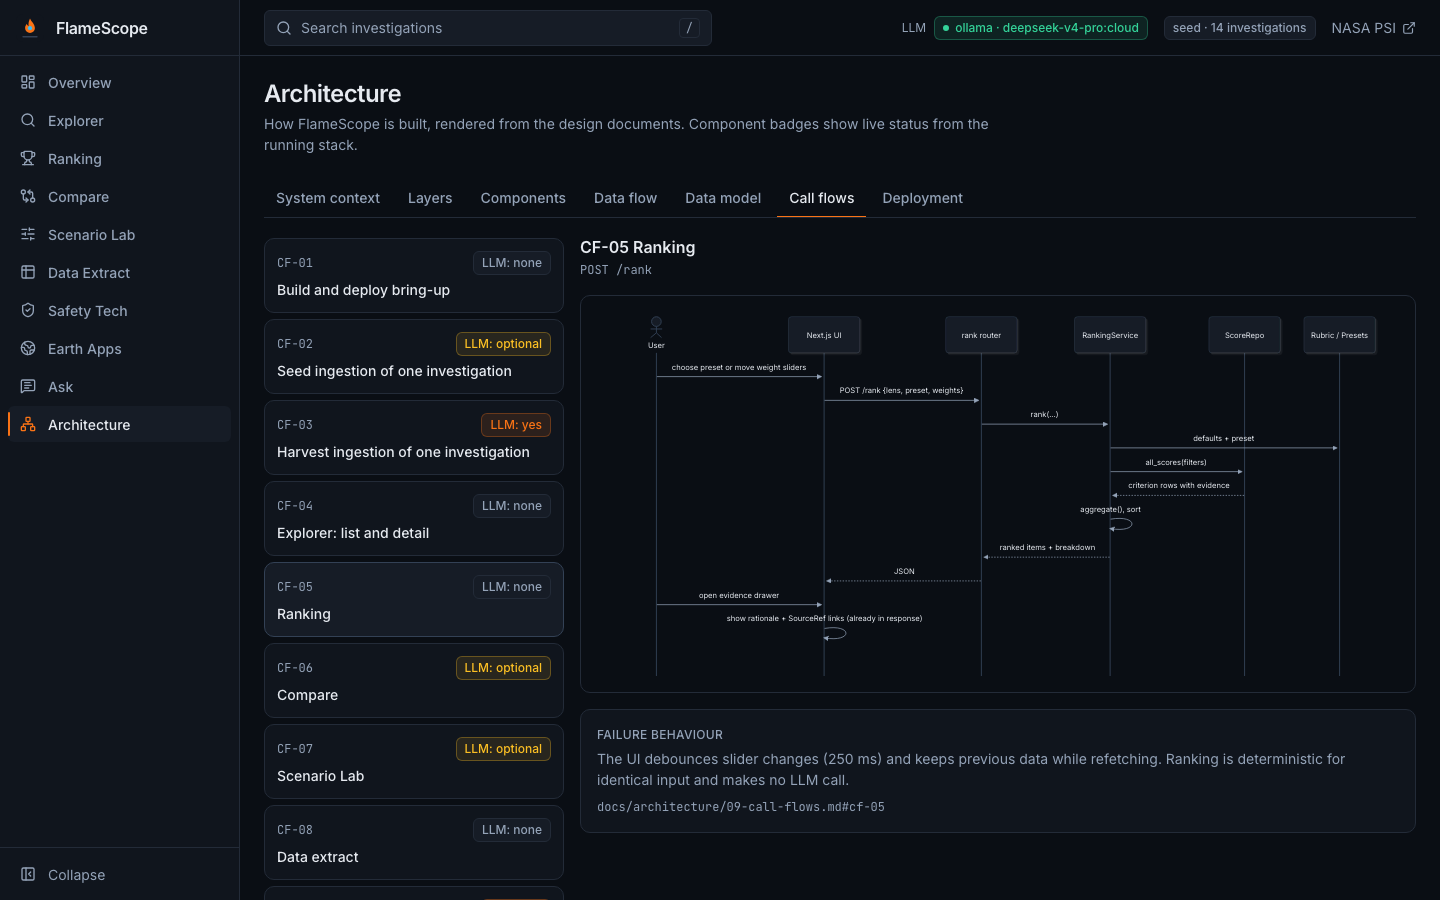 FlameScope
Search investigations
/
LLM
ollama · deepseek-v4-pro:cloud
seed · 14 investigations
NASA PSI
Overview
Explorer
Ranking
Compare
Scenario Lab
Data Extract
Safety Tech
Earth Apps
Ask
Architecture
Collapse
Architecture
How FlameScope is built, rendered from the design documents. Component badges show live status from the
running stack.
System context
Layers
Components
Data flow
Data model
Call flows
Deployment
CF-01
LLM: none
Build and deploy bring-up
CF-02
LLM: optional
Seed ingestion of one investigation
CF-03
LLM: yes
Harvest ingestion of one investigation
CF-04
LLM: none
Explorer: list and detail
CF-05
LLM: none
Ranking
CF-06
LLM: optional
Compare
CF-07
LLM: optional
Scenario Lab
CF-08
LLM: none
Data extract
CF-05 Ranking
POST /rank
User
Next.js UI
rank router
RankingService
ScoreRepo
Rubric / Presets
choose preset or move weight sliders
POST /rank {lens, preset, weights}
rank(...)
defaults + preset
all_scores(filters)
criterion rows with evidence
aggregate(), sort
ranked items + breakdown
JSON
open evidence drawer
show rationale + SourceRef links (already in response)
FAILURE BEHAVIOUR
The UI debounces slider changes (250 ms) and keeps previous data while refetching. Ranking is deterministic for
identical input and makes no LLM call.
docs/architecture/09-call-flows.md#cf-05